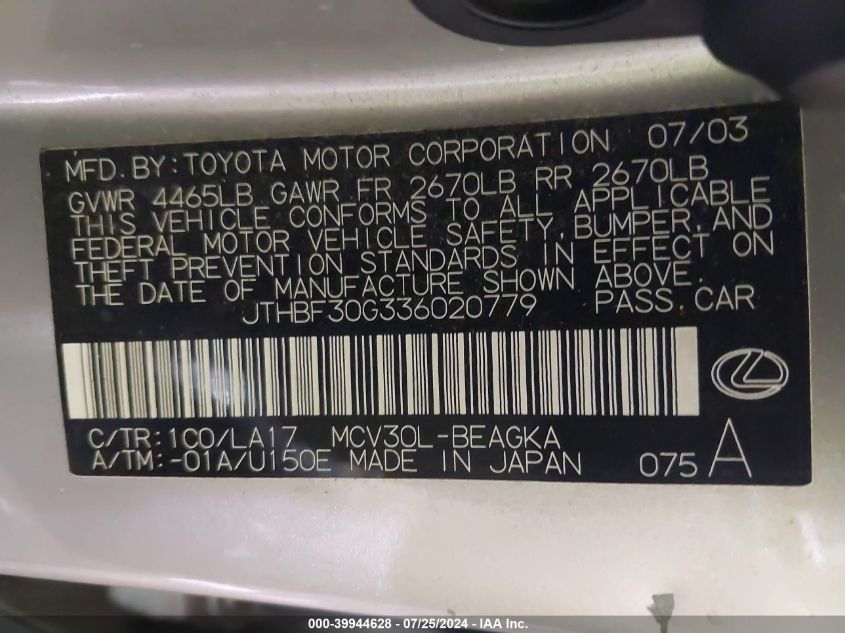 MFD. BY: TOYOTA MOTOR CORPORATION 07/03
GVWR 4465LB GAWR FR 2670LB RR 2670LB
THIS VEHICLE CONFORMS TO ALL APPLICABLE
FEDERAL MOTOR VEHICLE SAFETY, BUMPER, AND
THEFT PREVENTION STANDARDS IN EFFECT ON
THE DATE OF MANUFACTURE SHOWN ABOVE.
JTHBF30G336020779 PASS. CAR
C/TR: 1C0/LA17 MCV30L-BEAGKA
A/TM: -01A/U150E MADE IN JAPAN 075 A
000-39944628 - 07/25/2024 - IAA Inc.